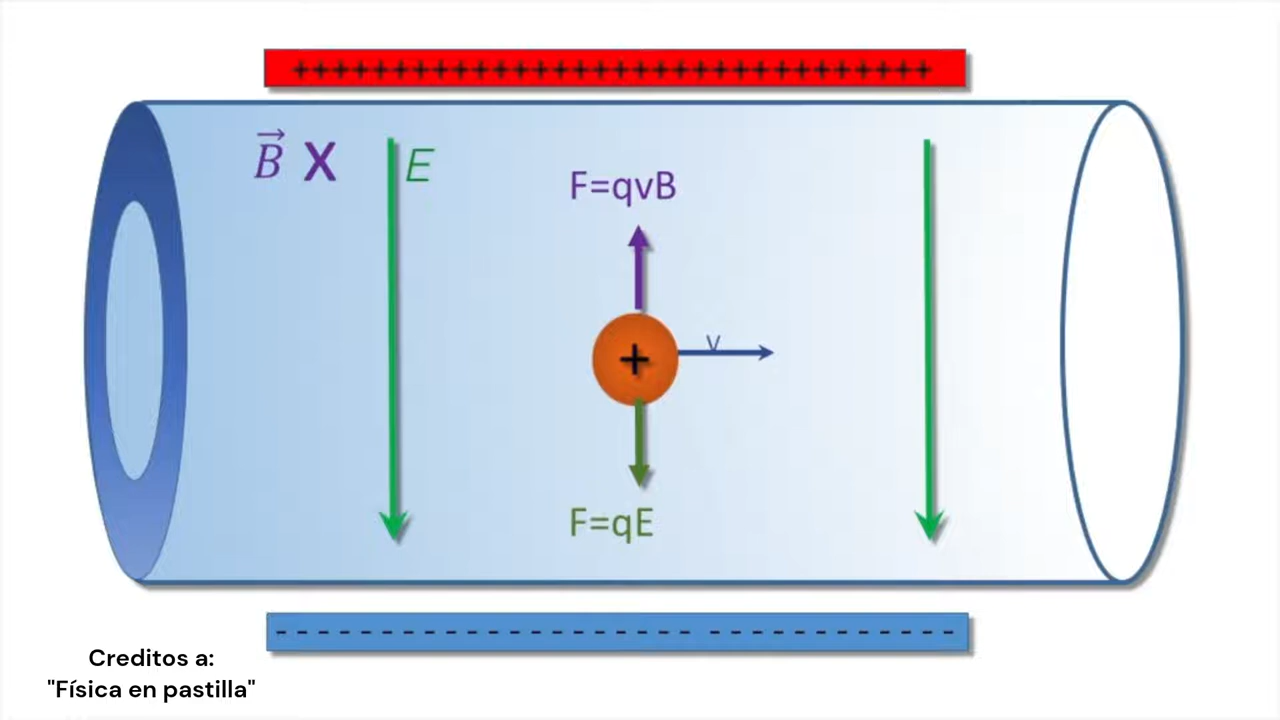 +++++++++++++++++++++++++++++++
B⃗ X
E
F=qvB
+
v
F=qE
- - - - - - - - - - - - - - - - - - - - - - - - - - - - - - - -
Creditos a:
"Física en pastilla"